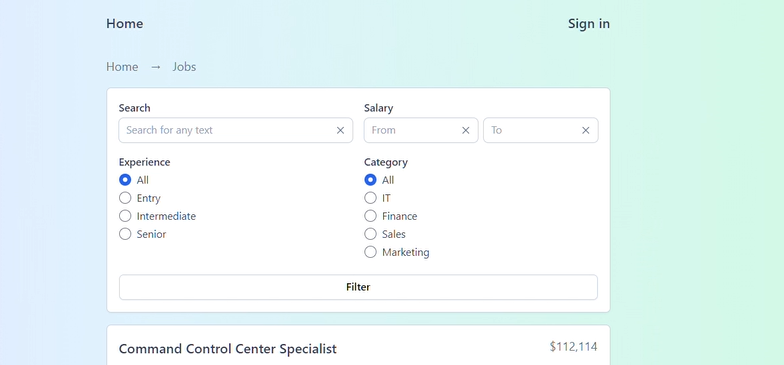 Home Sign in
Home → Jobs
Search Salary
Search for any text From To
Experience Category
All All
Entry IT
Intermediate Finance
Senior Sales
Marketing
Filter
Command Control Center Specialist $112,114